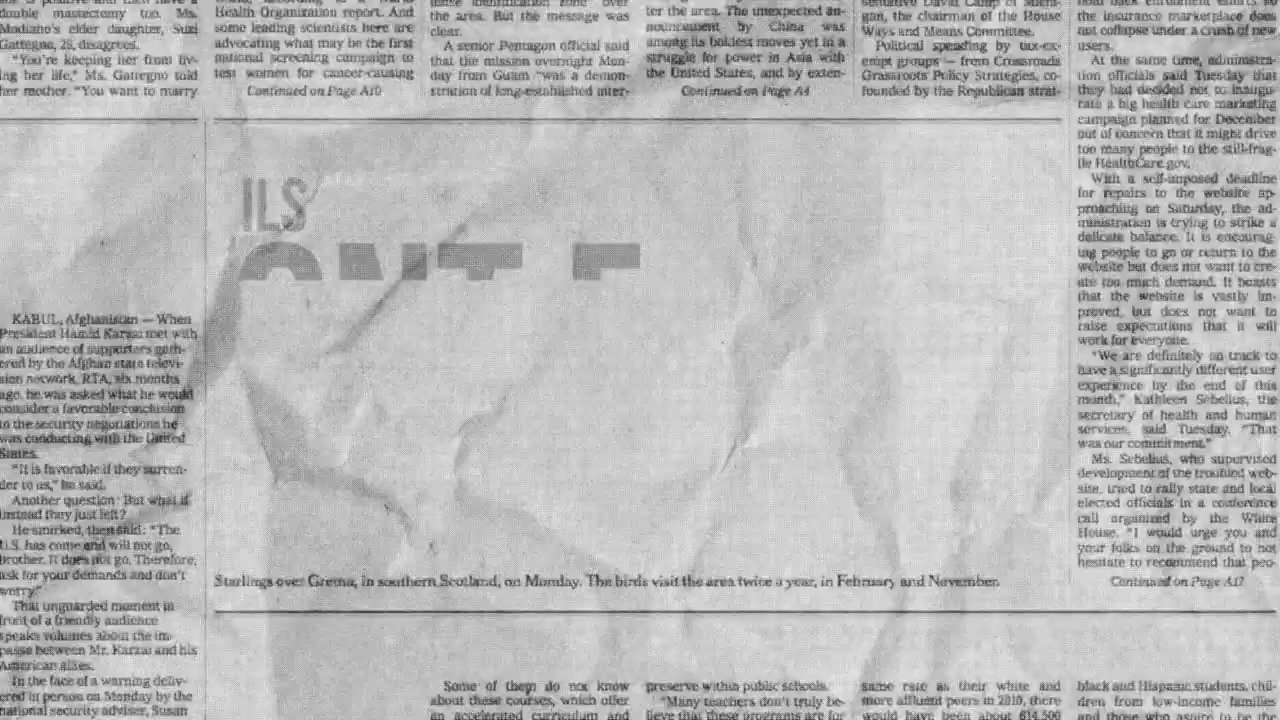 double mastectomy too. Ms.
Modiano's elder daughter, Suzi
Gattegno, 28, disagrees.
"You're keeping her from liv-
ing her life," Ms. Gattegno told
her mother. "You want to marry
KABUL, Afghanistan — When
President Hamid Karzai met with
an audience of supporters gath-
ered by the Afghan state televi-
sion network, RTA, six months
ago, he was asked what he would
consider a favorable conclusion
to the security negotiations he
was conducting with the United
States.
"It is favorable if they surren-
der to us," he said.
Another question: But what if
instead they just left?
He smirked, then said: "The
U.S. has come and will not go,
brother. It does not go. Therefore,
ask for your demands and don't
worry."
That unguarded moment in
front of a friendly audience
speaks volumes about the im-
passe between Mr. Karzai and his
American allies.
In the face of a warning deliv-
ered in person on Monday by the
national security adviser, Susan
Health Organization report. And
some leading scientists here are
advocating what may be the first
national screening campaign to
test women for cancer-causing
Continued on Page A10
the area. But the message was
clear.
A senior Pentagon official said
that the mission overnight Mon-
day from Guam "was a demon-
stration of long-established inter-
ter the area. The unexpected an-
nouncement by China was
among its boldest moves yet in a
struggle for power in Asia with
the United States, and by exten-
Continued on Page A4
gan, the chairman of the House
Ways and Means Committee.
Political spending by tax-ex-
empt groups — from Crossroads
Grassroots Policy Strategies, co-
founded by the Republican strat-
ILS
Starlings over Gretna, in southern Scotland, on Monday. The birds visit the area twice a year, in February and November.
the insurance marketplace does
not collapse under a crush of new
users.
At the same time, administra-
tion officials said Tuesday that
they had decided not to inaugu-
rate a big health care marketing
campaign planned for December
out of concern that it might drive
too many people to the still-frag-
ile HealthCare.gov.
With a self-imposed deadline
for repairs to the website ap-
proaching on Saturday, the ad-
ministration is trying to strike a
delicate balance. It is encourag-
ing people to go or return to the
website but does not want to cre-
ate too much demand. It boasts
that the website is vastly im-
proved, but does not want to
raise expectations that it will
work for everyone.
"We are definitely on track to
have a significantly different user
experience by the end of this
month," Kathleen Sebelius, the
secretary of health and human
services, said Tuesday. "That
was our commitment."
Ms. Sebelius, who supervised
development of the troubled web-
site, tried to rally state and local
elected officials in a conference
call organized by the White
House. "I would urge you and
your folks on the ground to not
hesitate to recommend that peo-
Continued on Page A17
Some of them do not know
about these courses, which offer
an accelerated curriculum and
preserve within public schools.
"Many teachers don't truly be-
lieve that these programs are for
same rate as their white and
more affluent peers in 2010, there
would have been about 614,500
black and Hispanic students, chil-
dren from low-income families